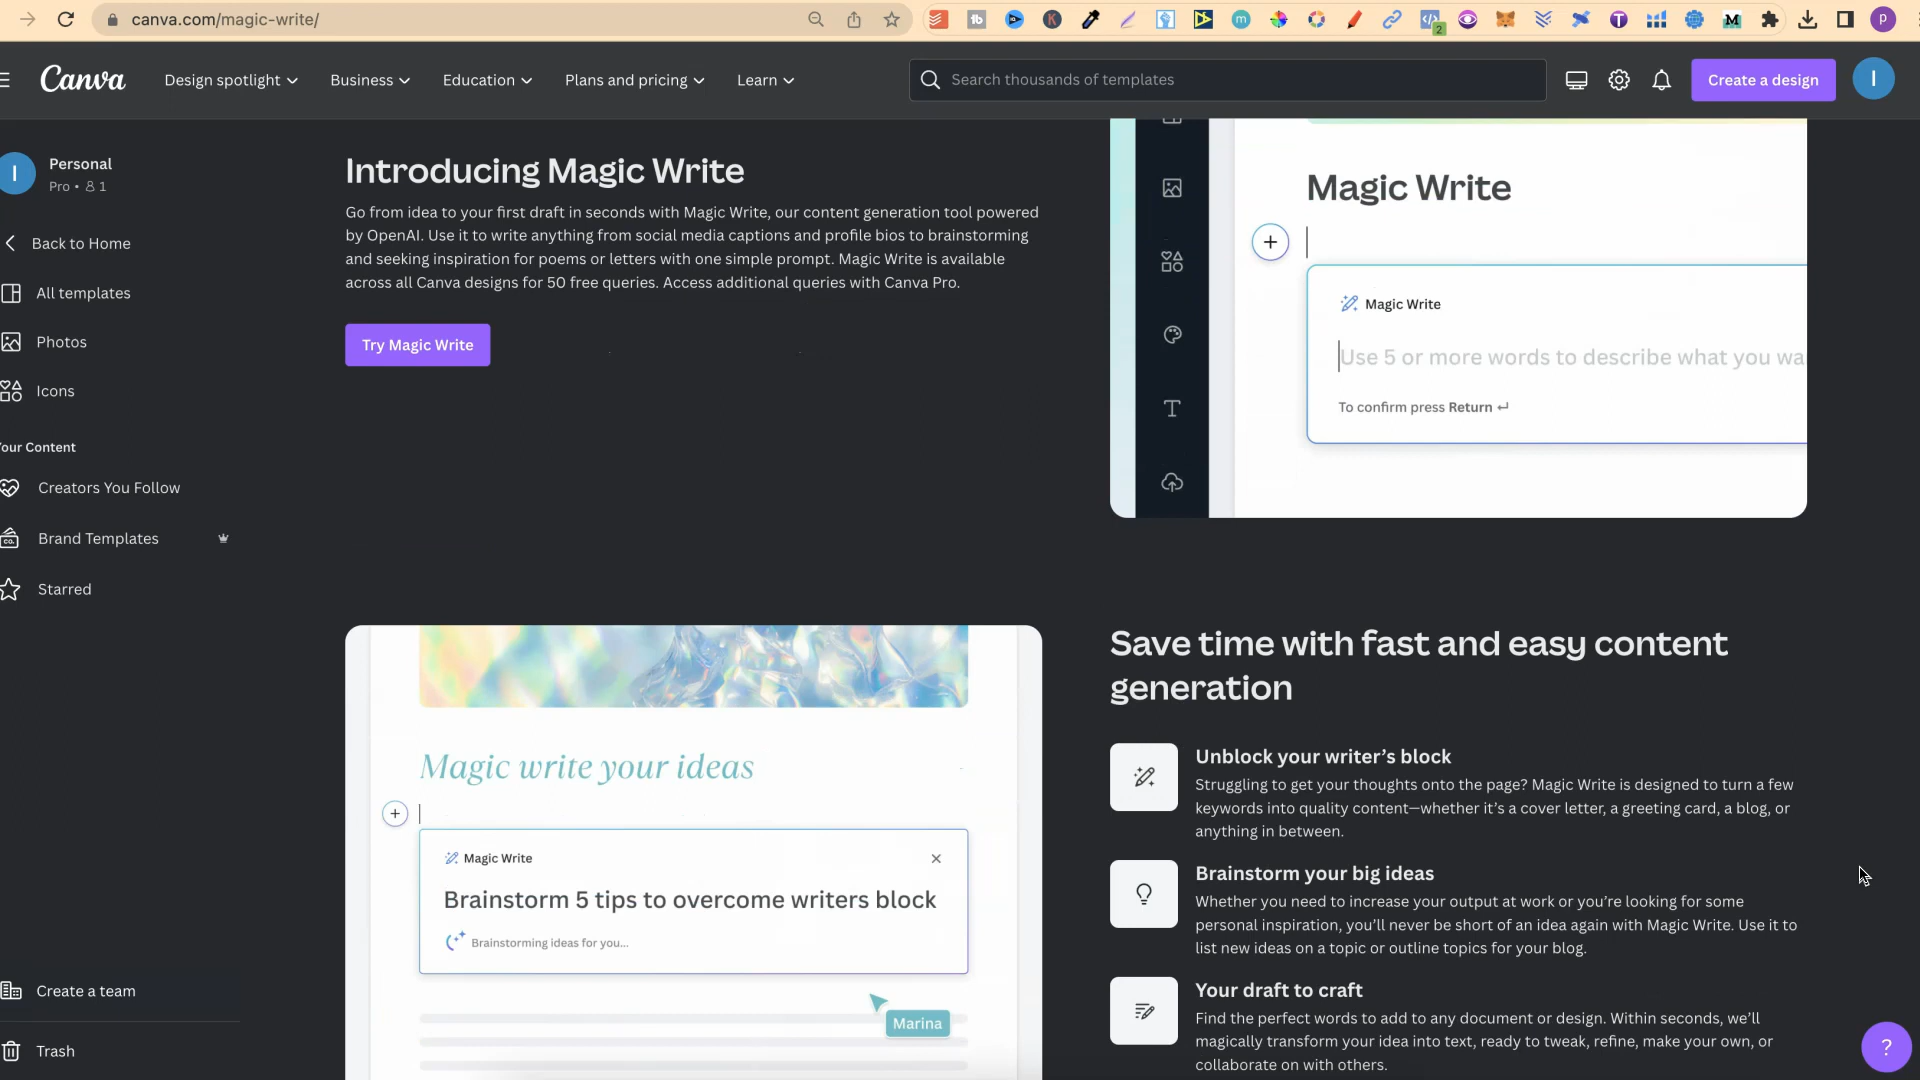 canva.com/magic-write/
Canva
Design spotlight
Business
Education
Plans and pricing
Learn
Search thousands of templates
Create a design
I
I
Personal
Pro • 1
Back to Home
All templates
Photos
Icons
our Content
Creators You Follow
Brand Templates
Starred
Create a team
Trash
Introducing Magic Write
Go from idea to your first draft in seconds with Magic Write, our content generation tool powered
by OpenAI. Use it to write anything from social media captions and profile bios to brainstorming
and seeking inspiration for poems or letters with one simple prompt. Magic Write is available
across all Canva designs for 50 free queries. Access additional queries with Canva Pro.
Try Magic Write
Magic Write
Magic Write
Use 5 or more words to describe what you wa
To confirm press Return ↵
Magic write your ideas
Magic Write
Brainstorm 5 tips to overcome writers block
Brainstorming ideas for you...
Marina
Save time with fast and easy content
generation
Unblock your writer’s block
Struggling to get your thoughts onto the page? Magic Write is designed to turn a few
keywords into quality content—whether it’s a cover letter, a greeting card, a blog, or
anything in between.
Brainstorm your big ideas
Whether you need to increase your output at work or you’re looking for some
personal inspiration, you’ll never be short of an idea again with Magic Write. Use it to
list new ideas on a topic or outline topics for your blog.
Your draft to craft
Find the perfect words to add to any document or design. Within seconds, we’ll
magically transform your idea into text, ready to tweak, refine, make your own, or
collaborate on with others.
?